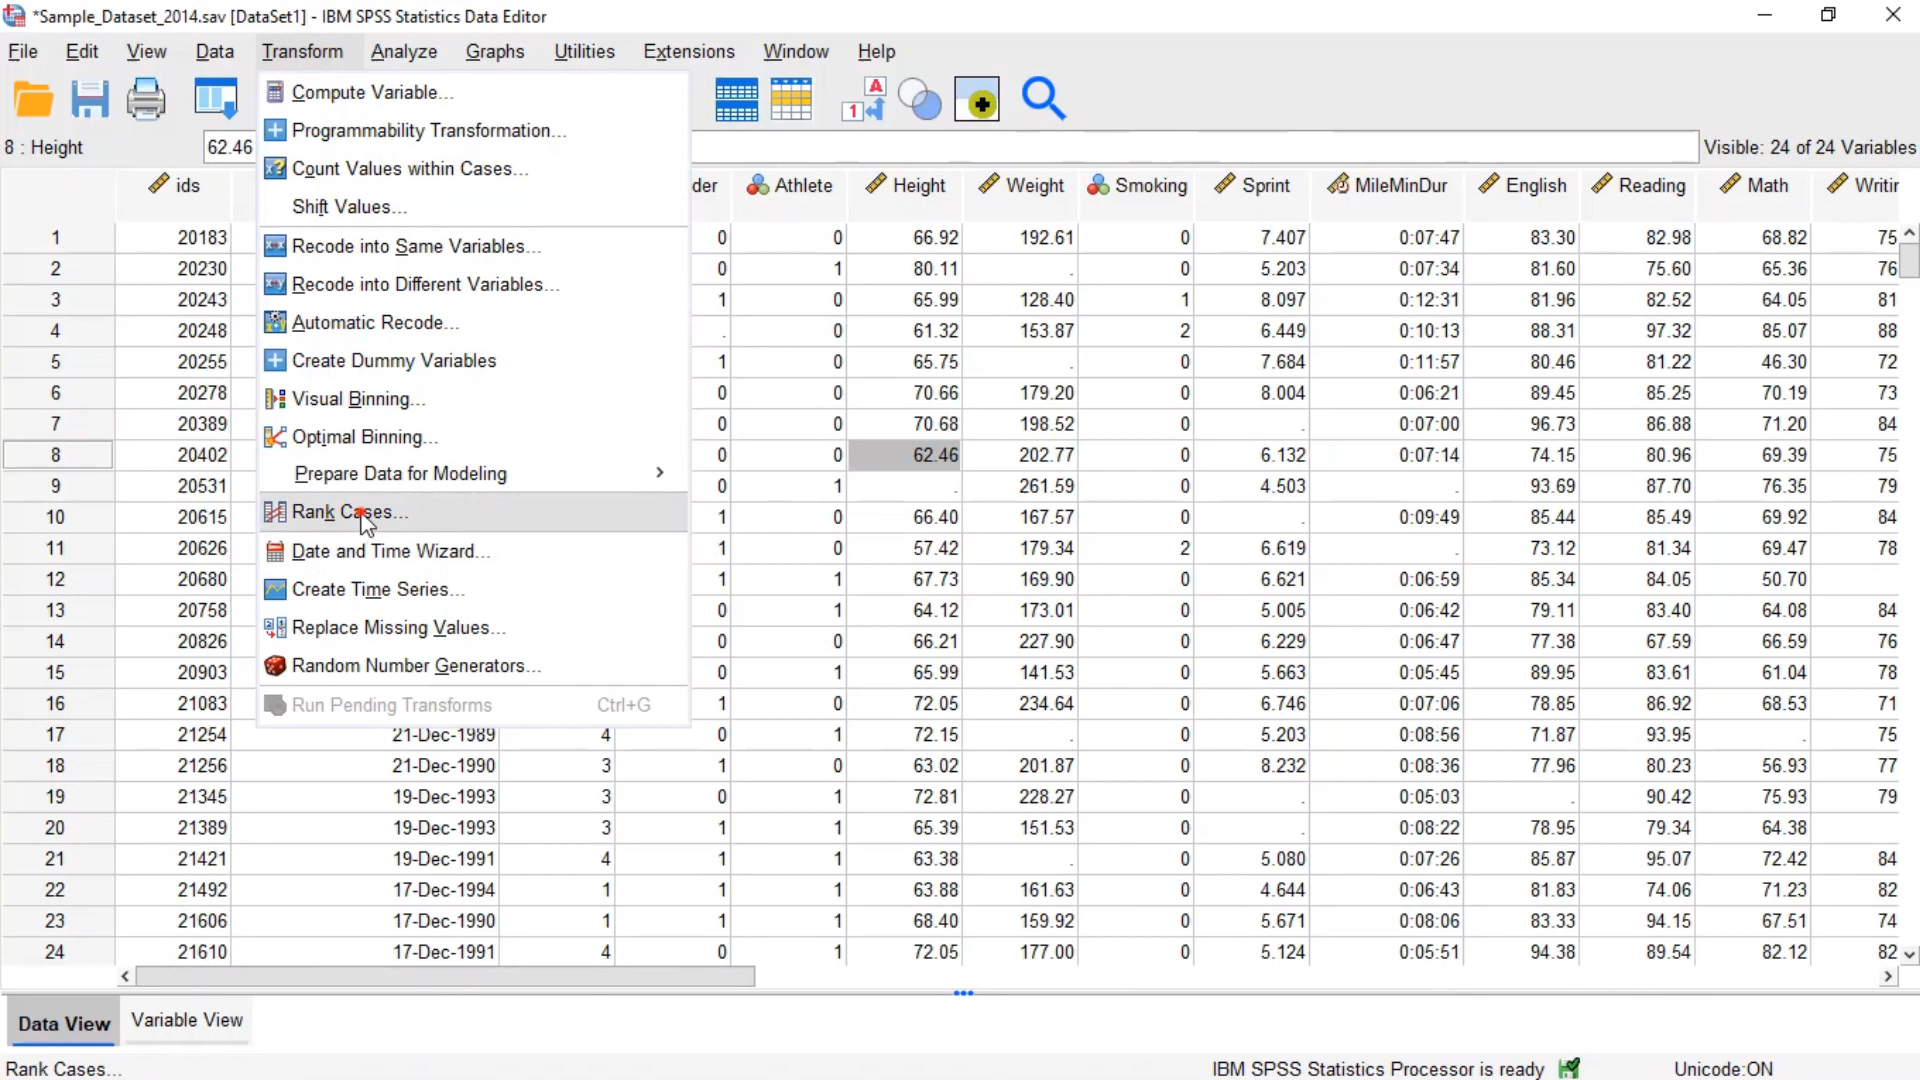 *Sample_Dataset_2014.sav [DataSet1] - IBM SPSS Statistics Data Editor
File Edit View Data Transform Analyze Graphs Utilities Extensions Window Help
8 : Height 62.46 Visible: 24 of 24 Variables
Compute Variable...
Programmability Transformation...
Count Values within Cases...
Shift Values...
Recode into Same Variables...
Recode into Different Variables...
Automatic Recode...
Create Dummy Variables
Visual Binning...
Optimal Binning...
Prepare Data for Modeling
Rank Cases...
Date and Time Wizard...
Create Time Series...
Replace Missing Values...
Random Number Generators...
Run Pending Transforms Ctrl+G
ids der Athlete Height Weight Smoking Sprint MileMinDur English Reading Math Writin
1 20183 0 0 66.92 192.61 0 7.407 0:07:47 83.30 82.98 68.82 75
2 20230 0 1 80.11 . 0 5.203 0:07:34 81.60 75.60 65.36 76
3 20243 1 0 65.99 128.40 1 8.097 0:12:31 81.96 82.52 64.05 81
4 20248 . 0 61.32 153.87 2 6.449 0:10:13 88.31 97.32 85.07 88
5 20255 1 0 65.75 . 0 7.684 0:11:57 80.46 81.22 46.30 72
6 20278 0 0 70.66 179.20 0 8.004 0:06:21 89.45 85.25 70.19 73
7 20389 0 0 70.68 198.52 0 . 0:07:00 96.73 86.88 71.20 84
8 20402 0 0 62.46 202.77 0 6.132 0:07:14 74.15 80.96 69.39 75
9 20531 0 1 . 261.59 0 4.503 . 93.69 87.70 76.35 79
10 20615 1 0 66.40 167.57 0 . 0:09:49 85.44 85.49 69.92 84
11 20626 1 0 57.42 179.34 2 6.619 . 73.12 81.34 69.47 78
12 20680 1 1 67.73 169.90 0 6.621 0:06:59 85.34 84.05 50.70
13 20758 0 1 64.12 173.01 0 5.005 0:06:42 79.11 83.40 64.08 84
14 20826 0 0 66.21 227.90 0 6.229 0:06:47 77.38 67.59 66.59 76
15 20903 0 1 65.99 141.53 0 5.663 0:05:45 89.95 83.61 61.04 78
16 21083 1 0 72.05 234.64 0 6.746 0:07:06 78.85 86.92 68.53 71
17 21254 21-Dec-1989 4 0 1 72.15 . 0 5.203 0:08:56 71.87 93.95 . 75
18 21256 21-Dec-1990 3 1 0 63.02 201.87 0 8.232 0:08:36 77.96 80.23 56.93 77
19 21345 19-Dec-1993 3 0 1 72.81 228.27 0 . 0:05:03 . 90.42 75.93 79
20 21389 19-Dec-1993 3 1 1 65.39 151.53 0 . 0:08:22 78.95 79.34 64.38
21 21421 19-Dec-1991 4 1 1 63.38 . 0 5.080 0:07:26 85.87 95.07 72.42 84
22 21492 17-Dec-1994 1 1 1 63.88 161.63 0 4.644 0:06:43 81.83 74.06 71.23 82
23 21606 17-Dec-1990 1 1 1 68.40 159.92 0 5.671 0:08:06 83.33 94.15 67.51 74
24 21610 17-Dec-1991 4 0 1 72.05 177.00 0 5.124 0:05:51 94.38 89.54 82.12 82
Data View Variable View
Rank Cases... IBM SPSS Statistics Processor is ready Unicode:ON